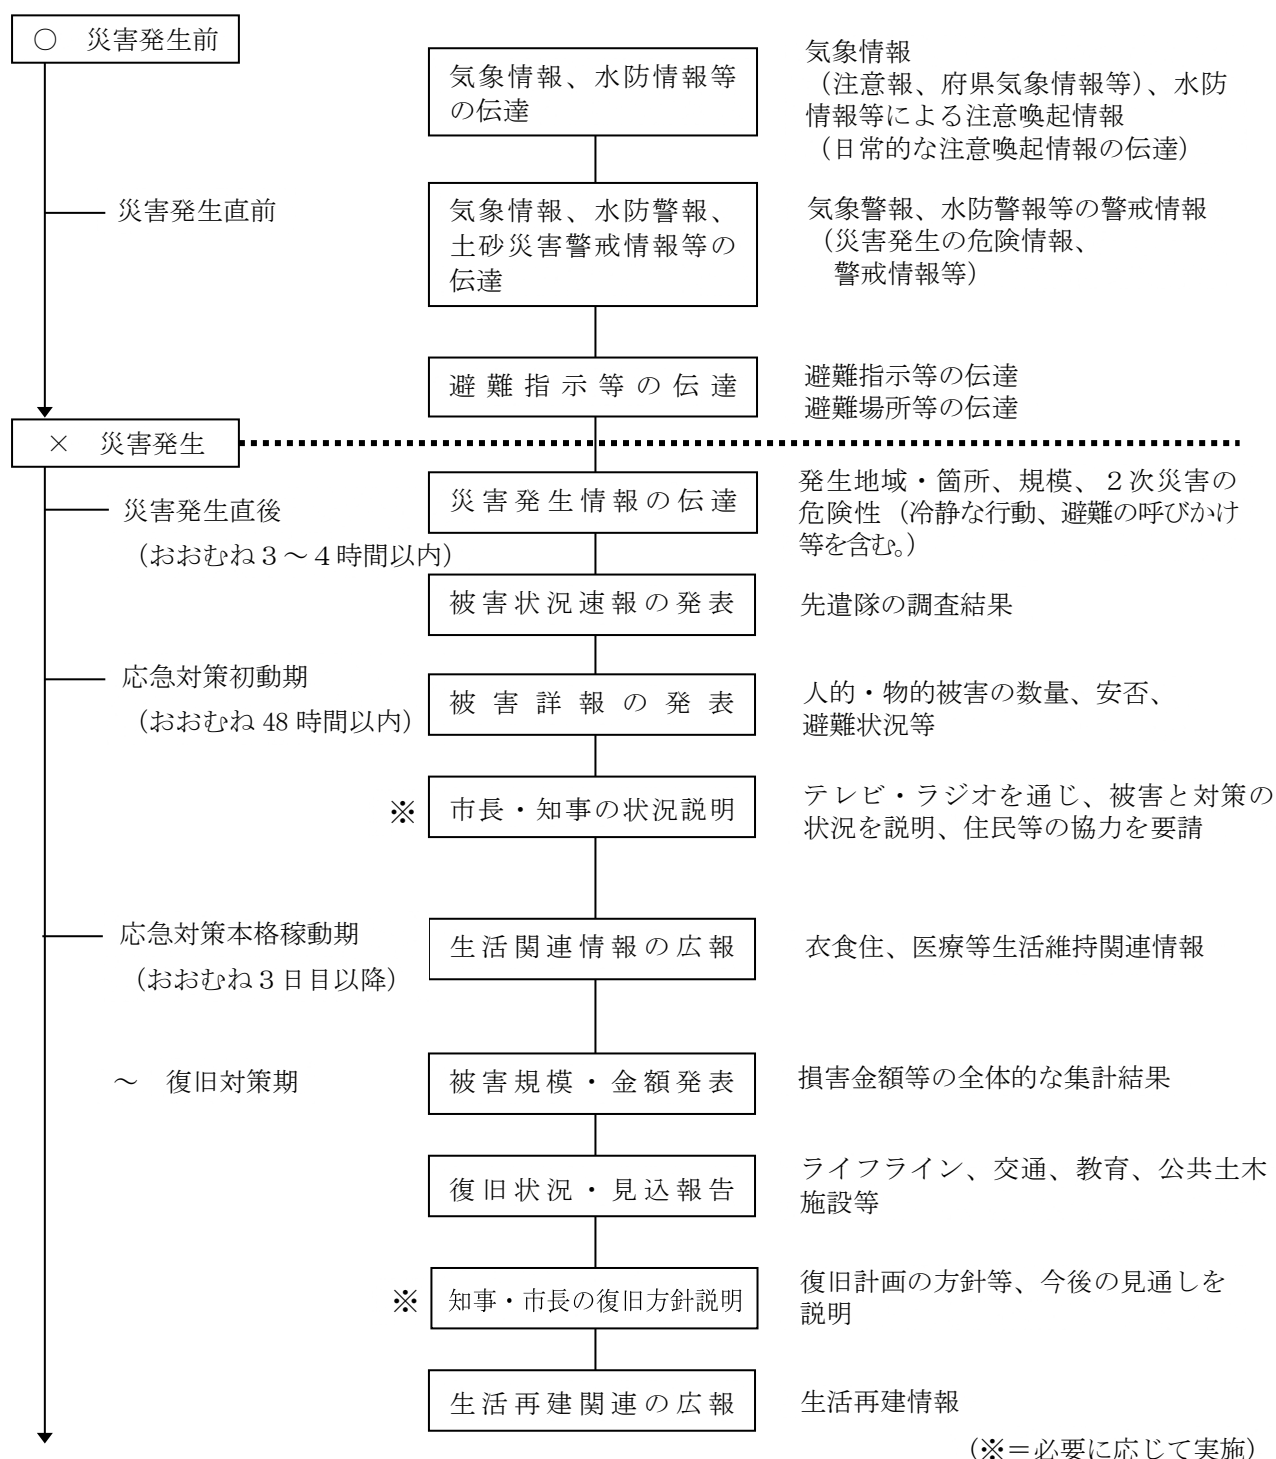 ○　災害発生前
気象情報、水防情報等
の伝達
気象情報
（注意報、府県気象情報等）、水防
情報等による注意喚起情報
（日常的な注意喚起情報の伝達）
災害発生直前
気象情報、水防警報、
土砂災害警戒情報等の
伝達
気象警報、水防警報等の警戒情報
（災害発生の危険情報、
警戒情報等）
避難指示等の伝達
避難指示等の伝達
避難場所等の伝達
×　災害発生
災害発生直後
（おおむね３～４時間以内）
災害発生情報の伝達
発生地域・箇所、規模、２次災害の
危険性（冷静な行動、避難の呼びかけ
等を含む。）
被害状況速報の発表
先遣隊の調査結果
応急対策初動期
（おおむね 48 時間以内）
被害詳報の発表
人的・物的被害の数量、安否、
避難状況等
※
市長・知事の状況説明
テレビ・ラジオを通じ、被害と対策の
状況を説明、住民等の協力を要請
応急対策本格稼動期
（おおむね３日目以降）
生活関連情報の広報
衣食住、医療等生活維持関連情報
～　復旧対策期
被害規模・金額発表
損害金額等の全体的な集計結果
復旧状況・見込報告
ライフライン、交通、教育、公共土木
施設等
※
知事・市長の復旧方針説明
復旧計画の方針等、今後の見通しを
説明
生活再建関連の広報
生活再建情報
（※＝必要に応じて実施）